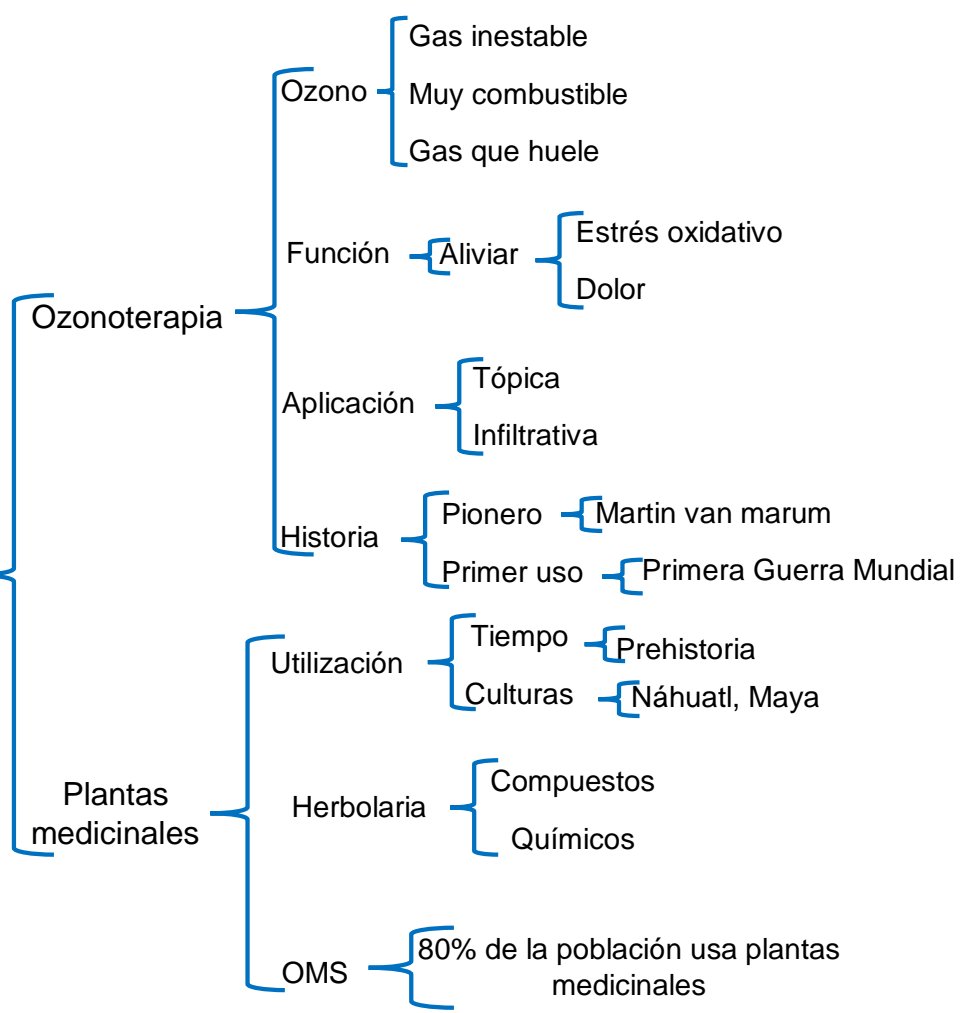 Gas inestable
Ozono
Muy combustible
Gas que huele
Función
Aliviar
Estrés oxidativo
Dolor
Ozonoterapia
Aplicación
Tópica
Infiltrativa
Historia
Pionero
Martin van marum
Primer uso
Primera Guerra Mundial
Utilización
Tiempo
Prehistoria
Culturas
Náhuatl, Maya
Plantas
medicinales
Herbolaria
Compuestos
Químicos
OMS
80% de la población usa plantas
medicinales